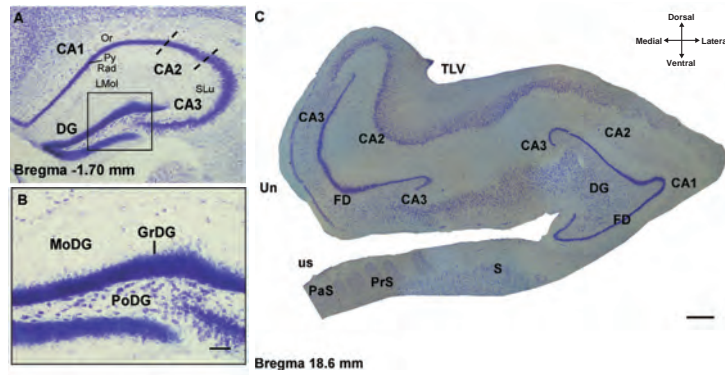 A
Or
CA1
CA2
Py
Rad
LMol
SLu
CA3
DG
Bregma -1.70 mm
B
GrDG
MoDG
PoDG
C
Dorsal
Medial
Lateral
Ventral
TLV
CA3
CA2
CA3
CA2
Un
FD
CA3
DG
CA1
FD
us
S
PaS
PrS
Bregma 18.6 mm